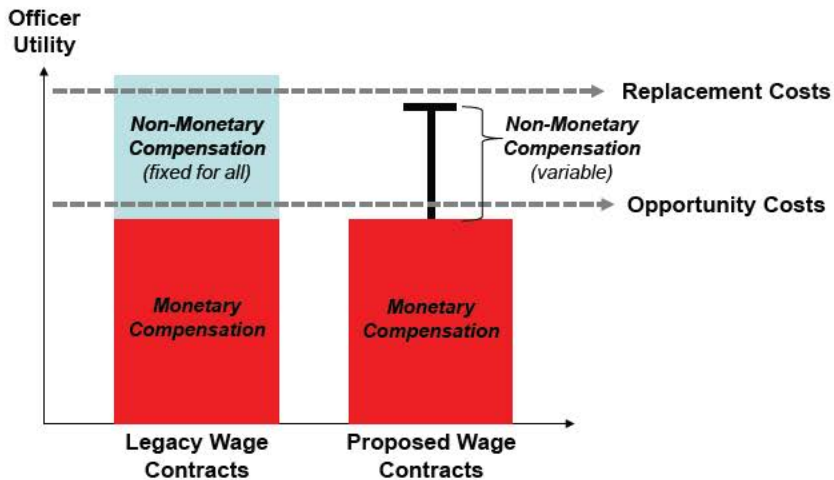 Officer
Utility
Replacement Costs
Non-Monetary
Compensation
(fixed for all)
Non-Monetary
Compensation
(variable)
Opportunity Costs
Monetary
Compensation
Monetary
Compensation
Legacy Wage
Contracts
Proposed Wage
Contracts